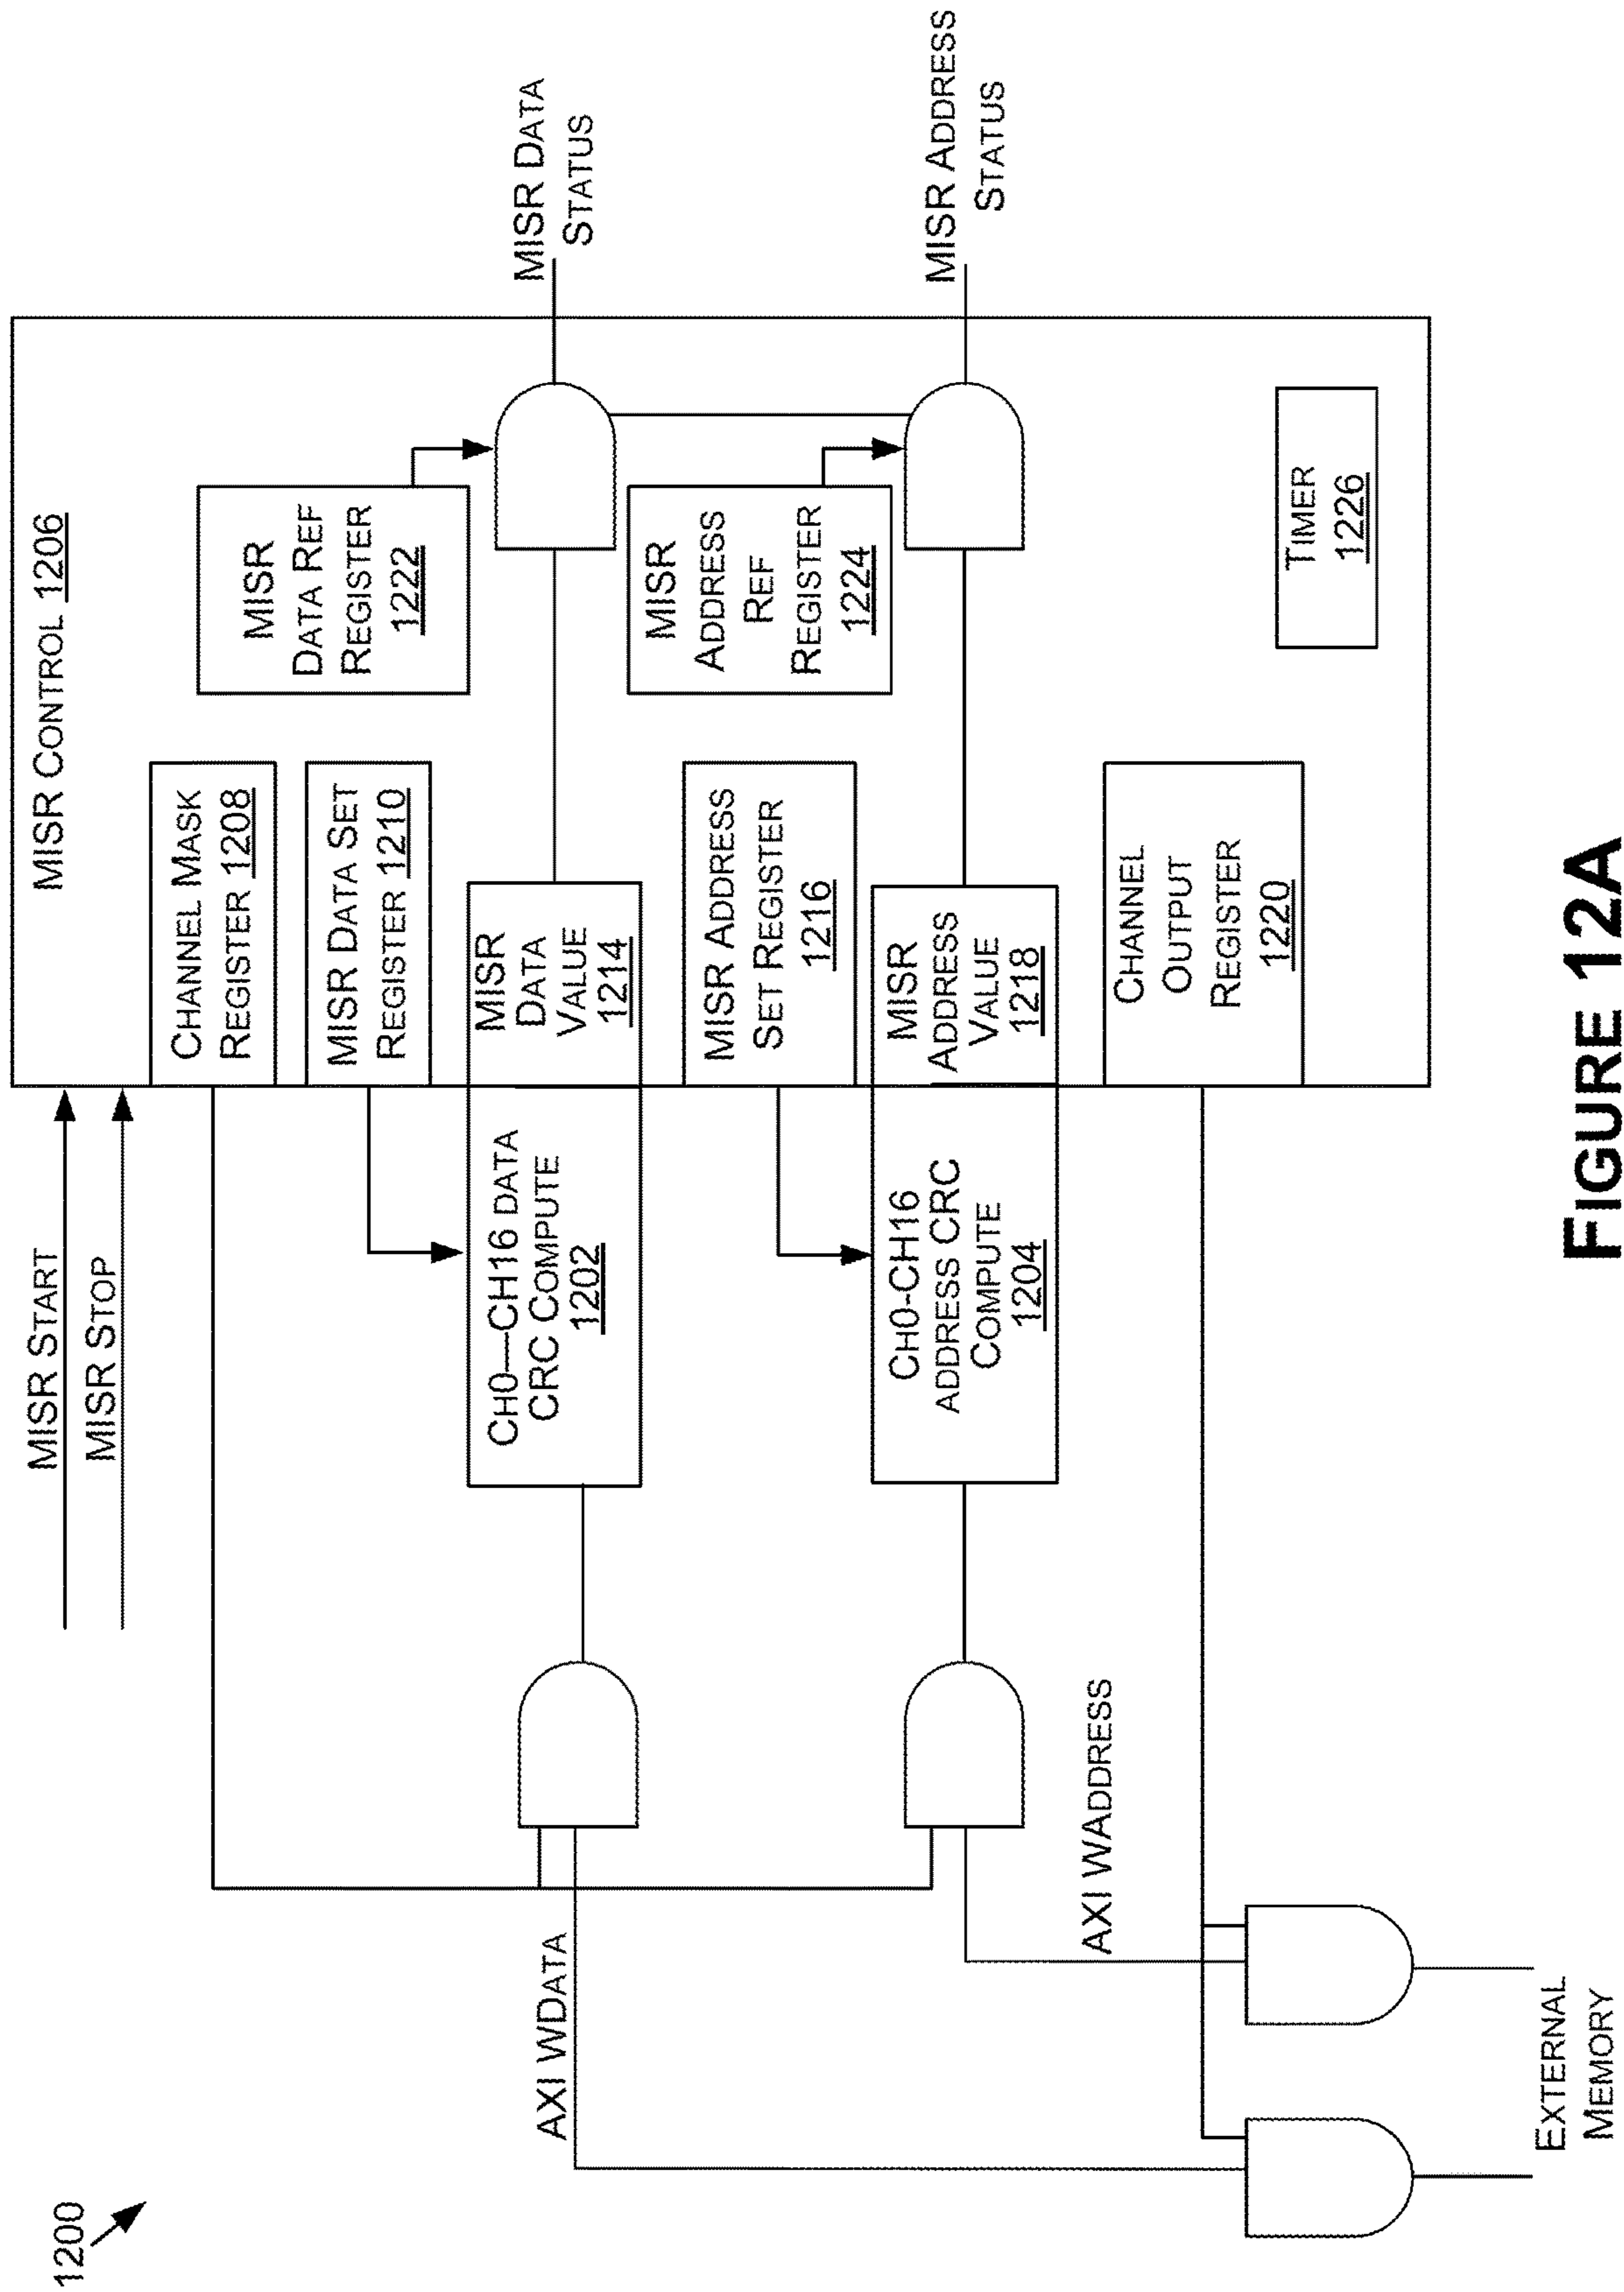 1200
MISR START
MISR STOP
MISR CONTROL 1206
CHANNEL MASK
REGISTER 1208
MISR DATA SET
REGISTER 1210
MISR
DATA REF
REGISTER
1222
AXI WDATA
CH0—CH16 DATA
CRC COMPUTE
1202
MISR
DATA
VALUE
1214
MISR DATA
STATUS
MISR ADDRESS
SET REGISTER
1216
MISR
ADDRESS
REF
REGISTER
1224
CH0-CH16
ADDRESS CRC
COMPUTE
1204
MISR
ADDRESS
VALUE
1218
MISR ADDRESS
STATUS
AXI WADDRESS
CHANNEL
OUTPUT
REGISTER
1220
TIMER
1226
EXTERNAL
MEMORY
FIGURE 12A